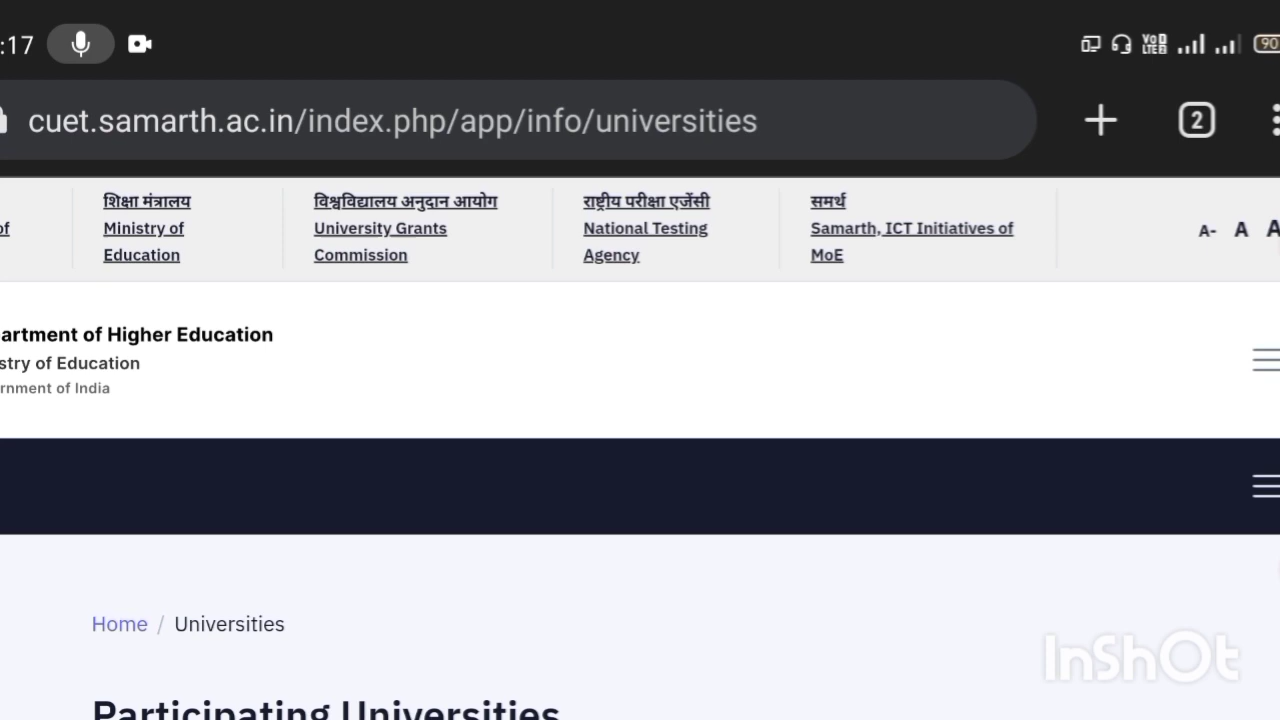 :17
90
cuet.samarth.ac.in/index.php/app/info/universities
2
of
शिक्षा मंत्रालय
Ministry of
Education
विश्वविद्यालय अनुदान आयोग
University Grants
Commission
राष्ट्रीय परीक्षा एजेंसी
National Testing
Agency
समर्थ
Samarth, ICT Initiatives of
MoE
A- A A
artment of Higher Education
stry of Education
rnment of India
Home / Universities
Participating Universities
InShOt